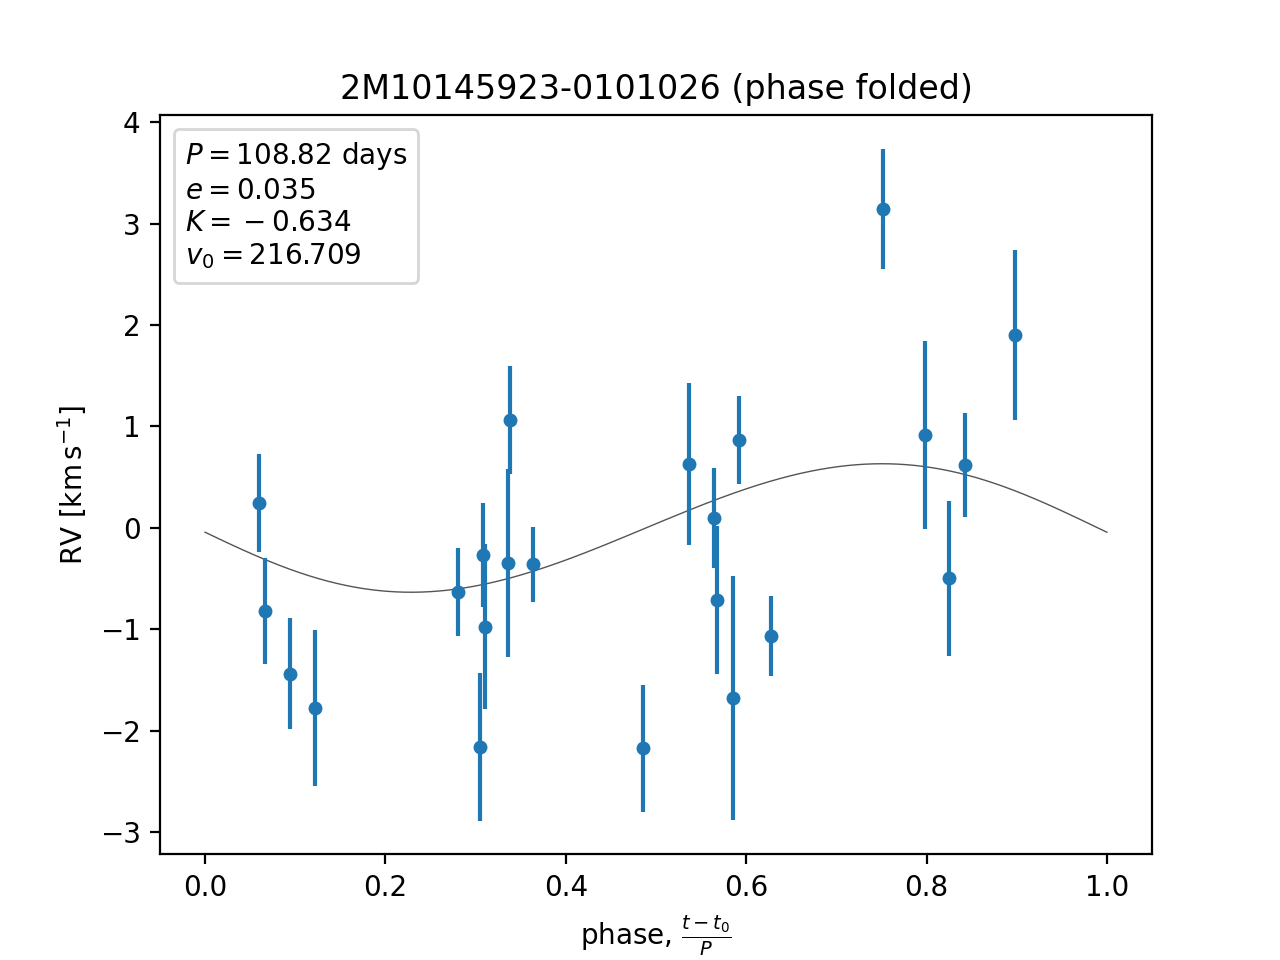 2M10145923-0101026 (phase folded)
P = 108.82 days
e = 0.035
K = −0.634
v₀ = 216.709
4
3
2
1
0
−1
−2
−3
RV [km s⁻¹]
0.0 0.2 0.4 0.6 0.8 1.0
phase, (t − t₀)/P